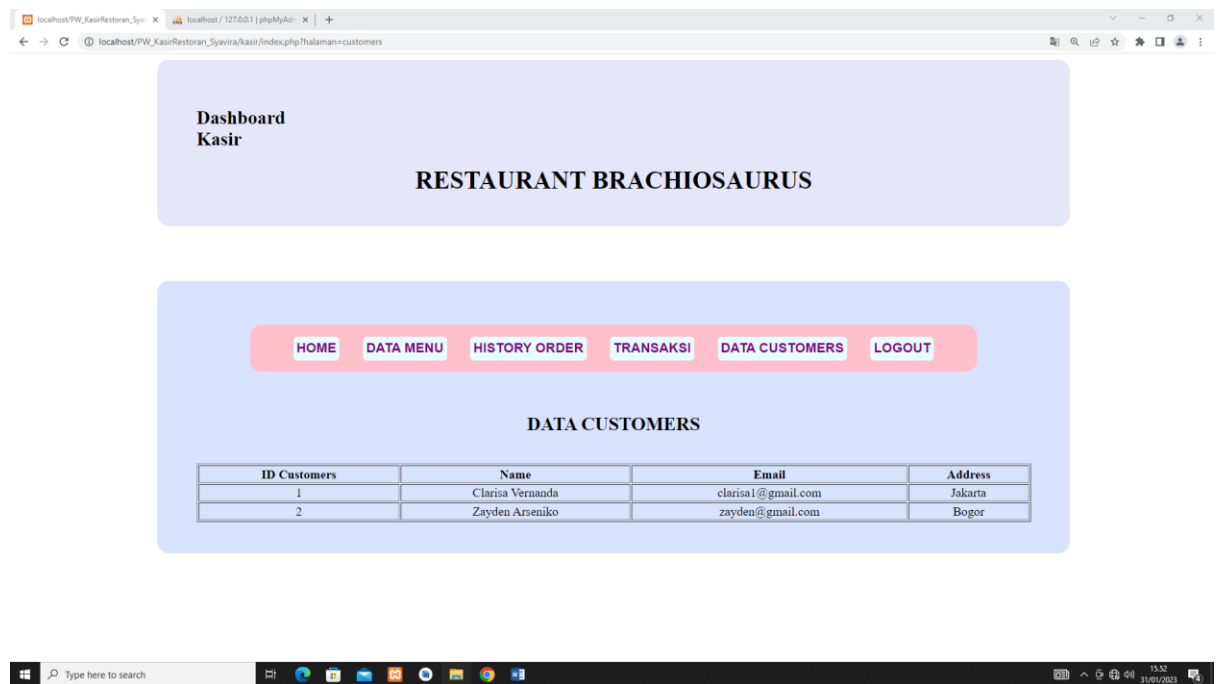 localhost/PW_KasirRestoran_Sya
localhost / 127.0.0.1 | phpMyAd
localhost/PW_KasirRestoran_Syavira/kasir/index.php?halaman=customers
Dashboard
Kasir
RESTAURANT BRACHIOSAURUS
HOME DATA MENU HISTORY ORDER TRANSAKSI DATA CUSTOMERS LOGOUT
DATA CUSTOMERS
ID Customers Name Email Address
1 Clarisa Vernanda clarisa1@gmail.com Jakarta
2 Zayden Arseniko zayden@gmail.com Bogor
Type here to search
15.52
31/01/2023